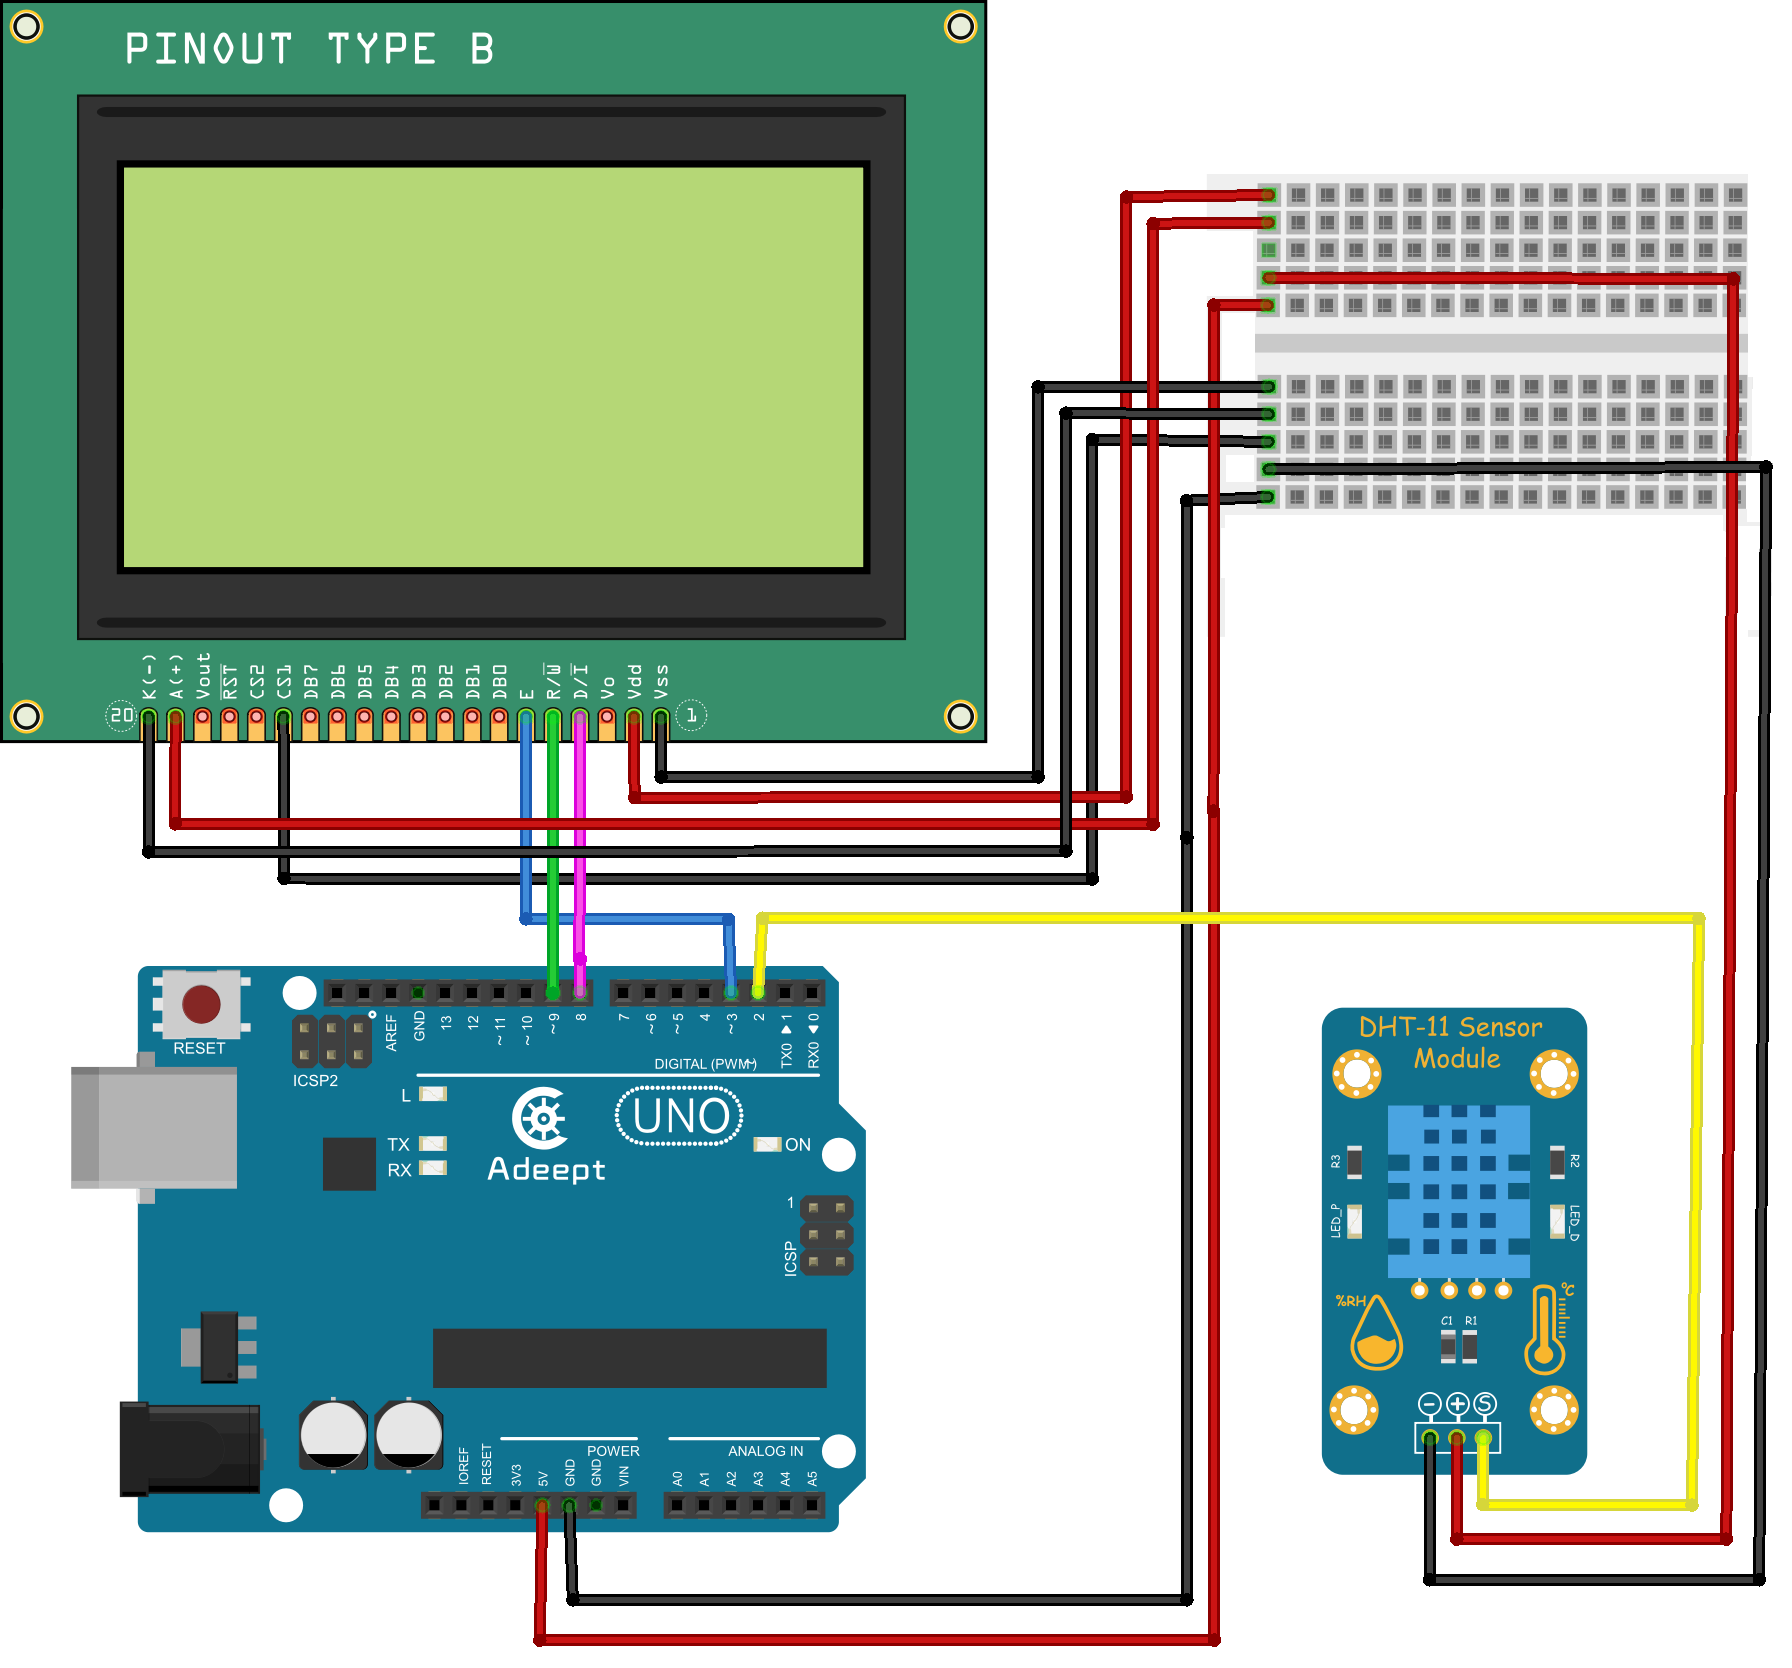 PINOUT TYPE B
K(-)
A(+)
Vout
RST
CS2
CS1
DB7
DB6
DB5
DB4
DB3
DB2
DB1
DB0
E
R/W
D/I
Vo
Vdd
Vss
20
1
RESET
ICSP2
AREF
GND
13
12
~11
~10
~9
8
7
~6
~5
4
~3
2
TX0 ▶ 1
RX0 ◀ 0
DIGITAL (PWM~)
L
TX
RX
Adeept
UNO
ON
1
ICSP
IOREF
RESET
3V3
5V
GND
GND
VIN
POWER
ANALOG IN
A0
A1
A2
A3
A4
A5
DHT-11 Sensor
Module
R3
R2
LED_P
LED_D
%RH
°C
C1 R1
- + S